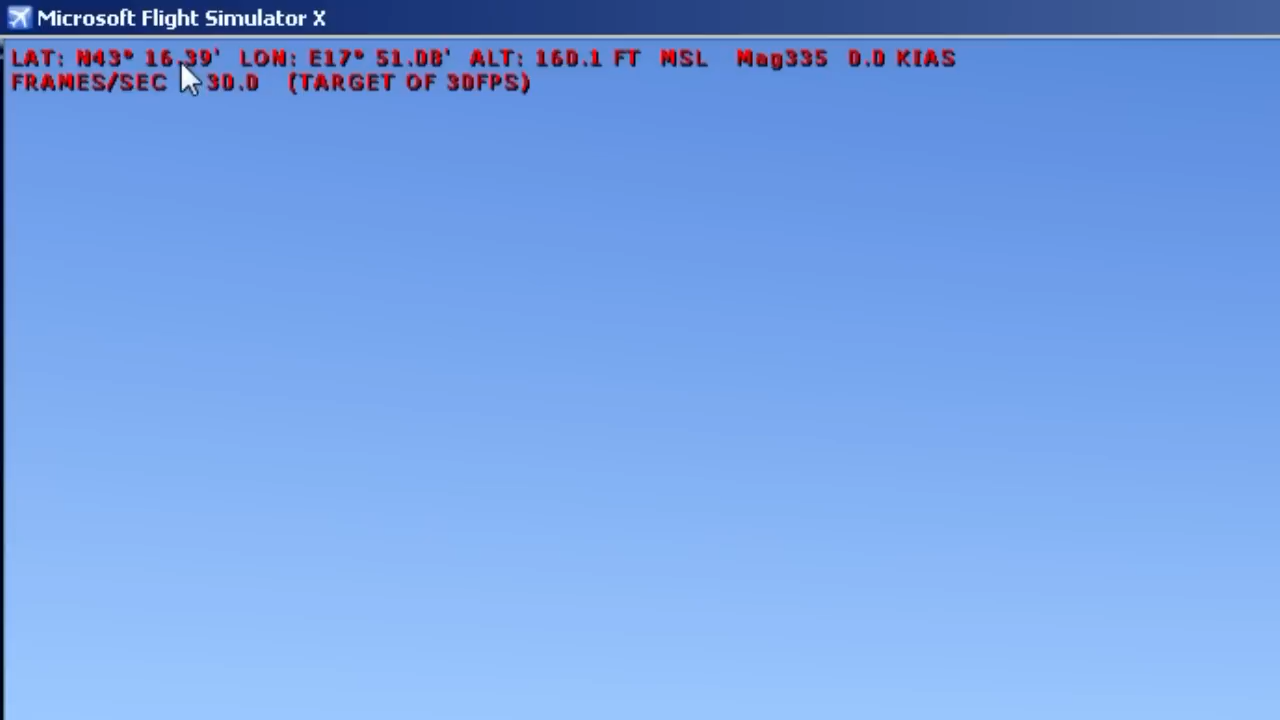 Microsoft Flight Simulator X
LAT: N43° 16.39' LON: E17° 51.08' ALT: 160.1 FT MSL Mag335 0.0 KIAS
FRAMES/SEC 30.0 (TARGET OF 30FPS)